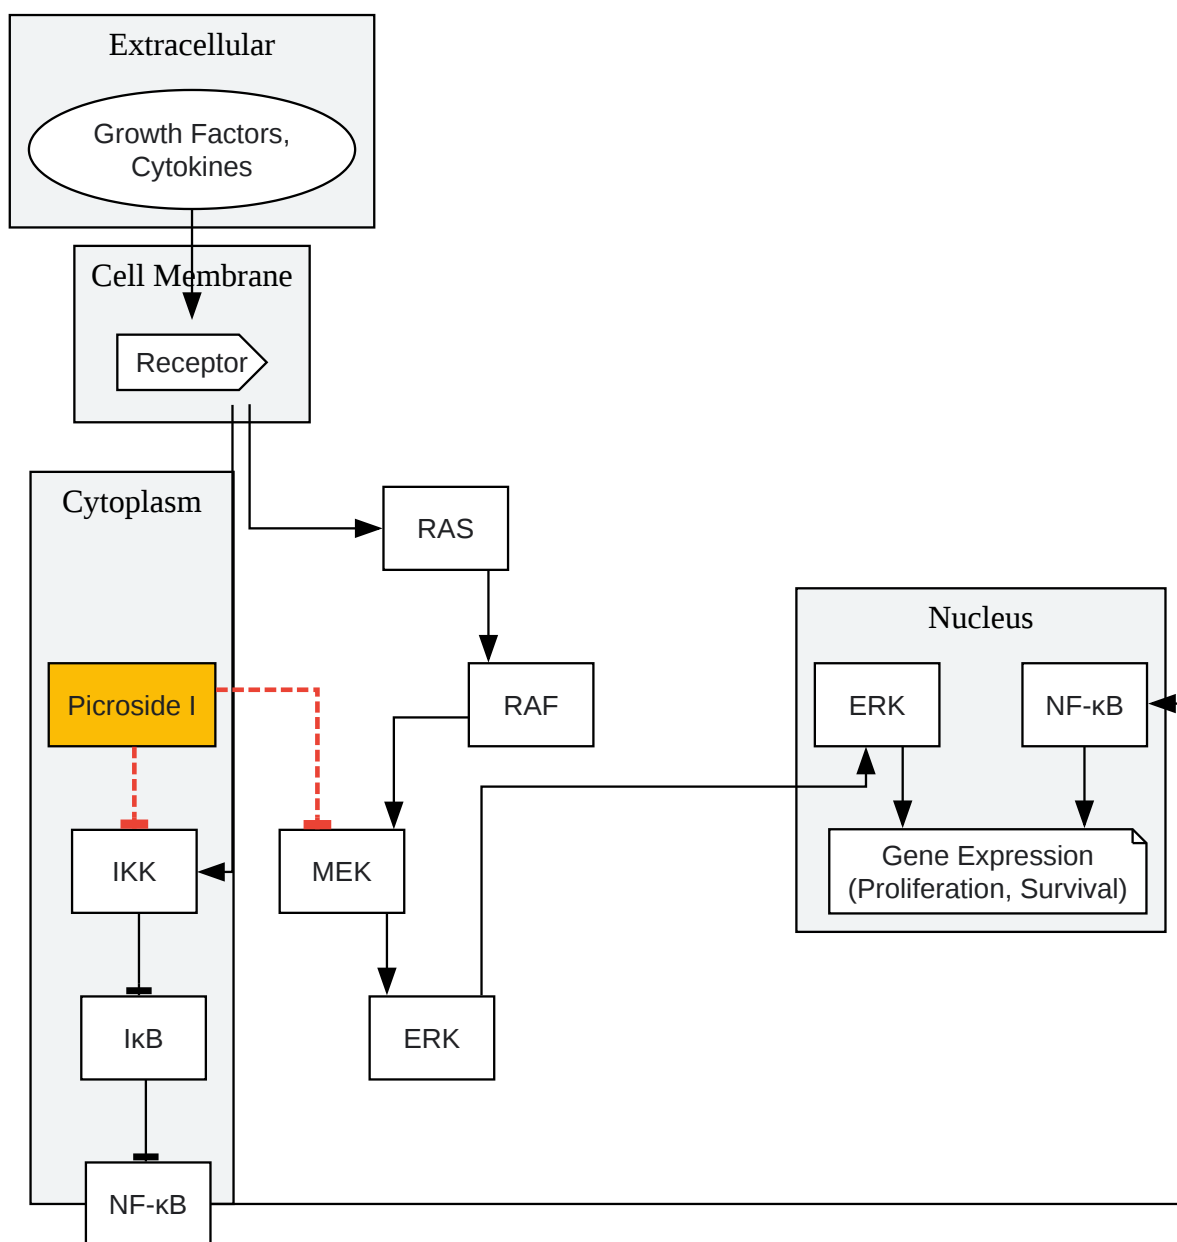 Extracellular
Growth Factors,
Cytokines
Cell Membrane
Receptor
Cytoplasm
RAS
Nucleus
Picroside I
RAF
ERK
NF-κB
IKK
MEK
Gene Expression
(Proliferation, Survival)
IκB
ERK
NF-κB